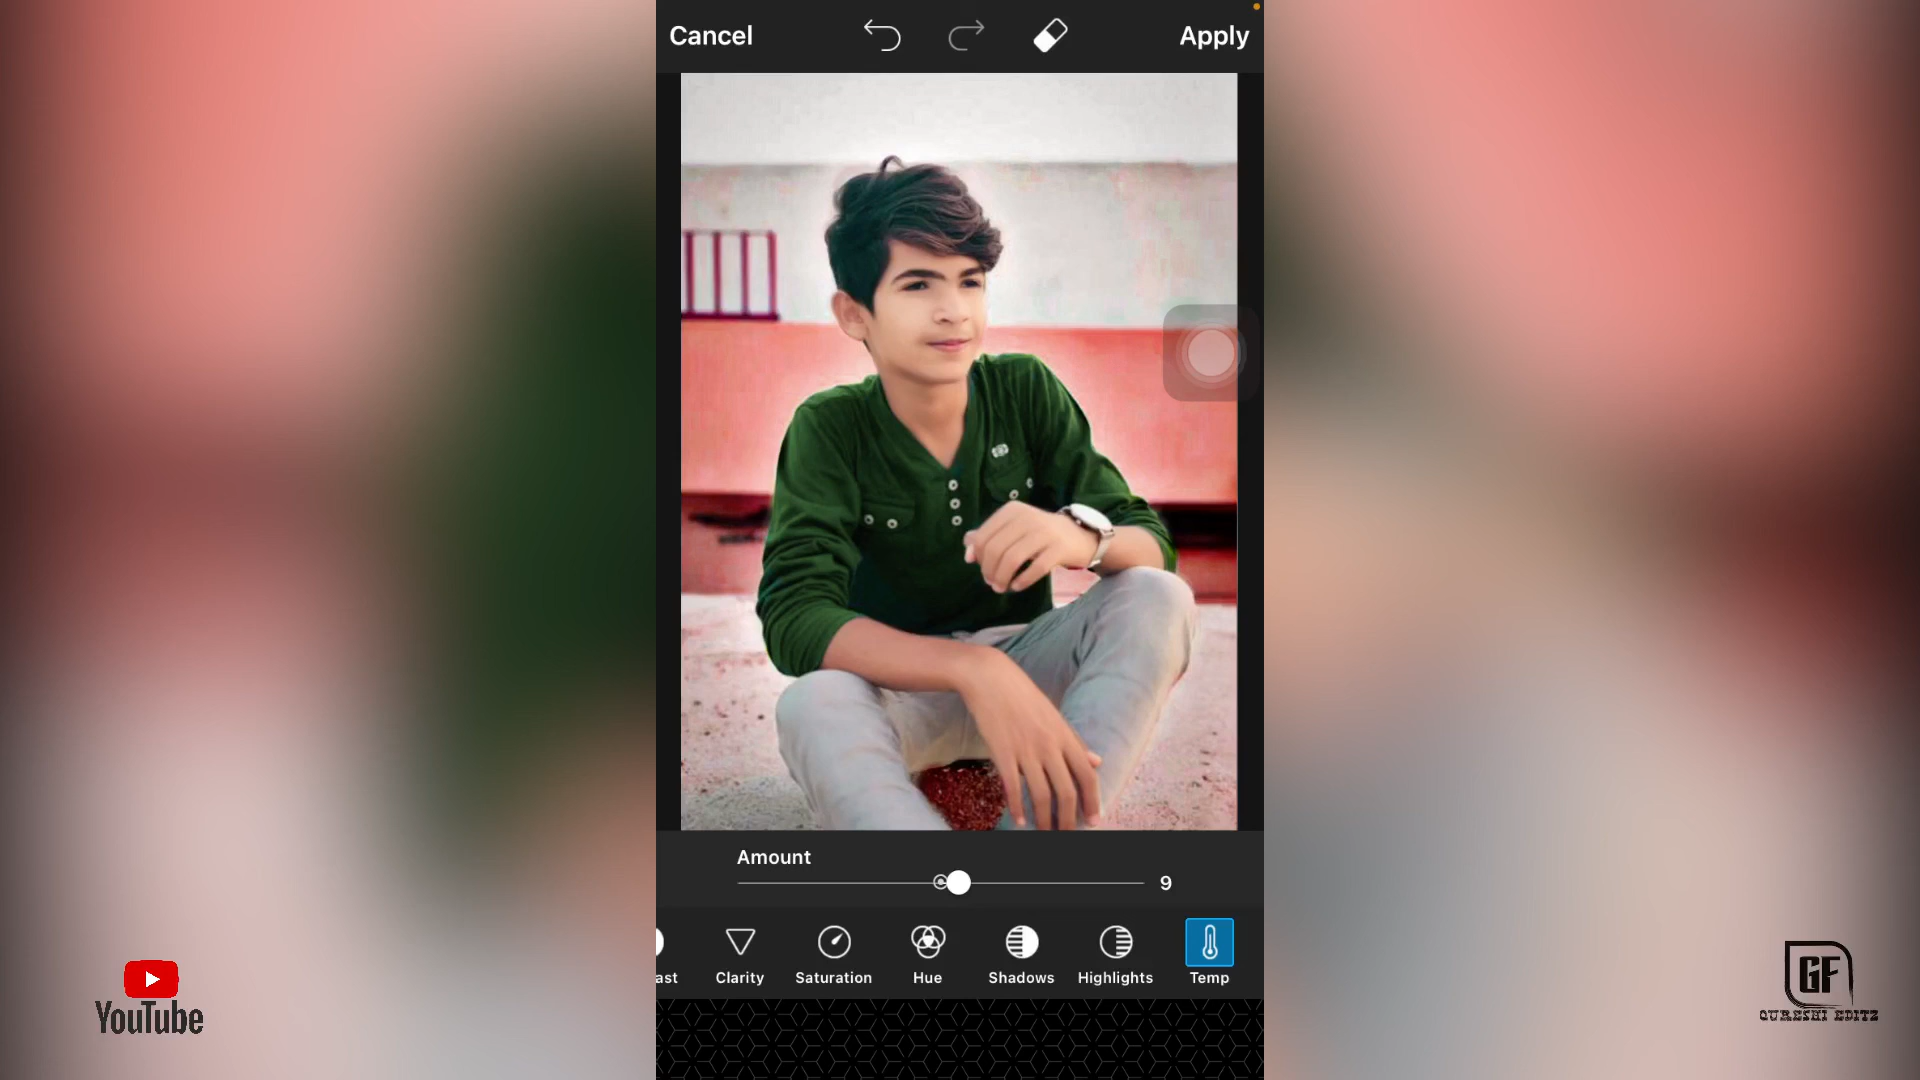 Cancel
Apply
Amount
9
ast
Clarity
Saturation
Hue
Shadows
Highlights
Temp
YouTube
GF
QURESHI EDITZ